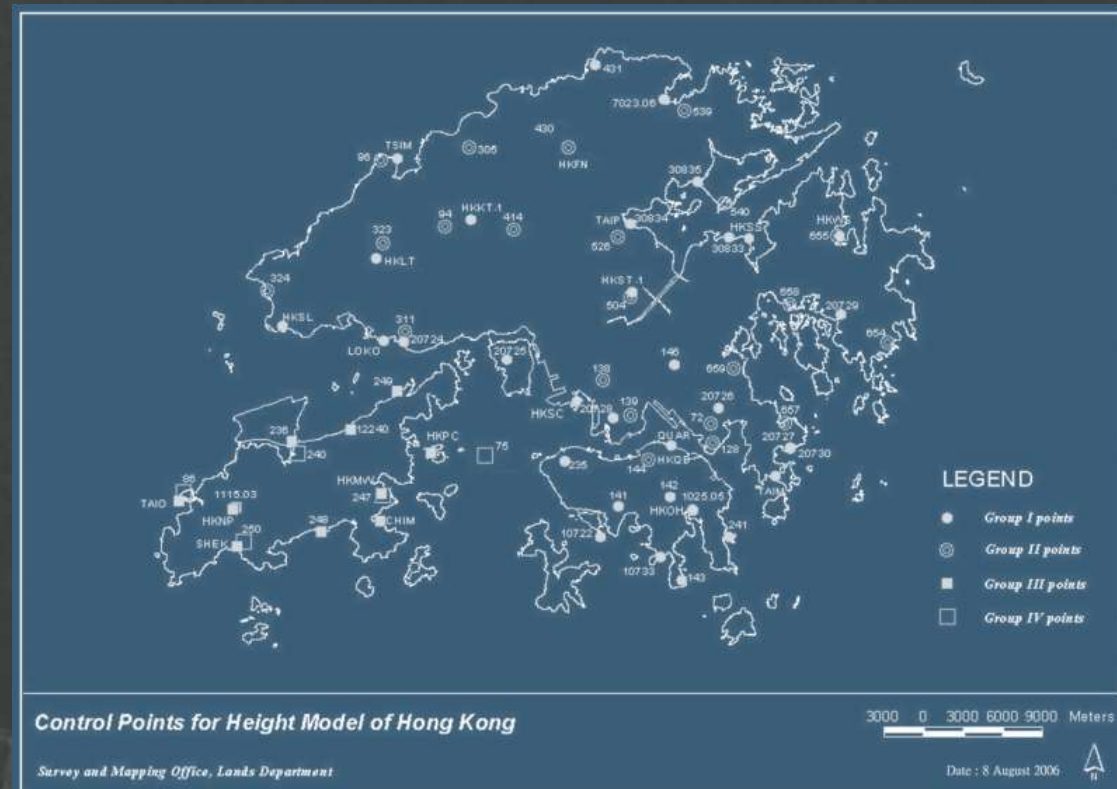 431
7023.06
539
430
HKFN
305
TSIM
96
30835
540
HKKT.1
94
414
TAIP
30834
526
HKSS
30833
HKWS
655
323
HKLT
HKST.1
504
324
658
20729
654
HKSL
311
20724
LOKO
20725
146
659
138
249
HKSC
20728
139
20726
72
657
20727
128
20730
236
12240
240
HKPC
75
QUAR
HKQB
144
235
TAIM
86
TAIO
HKMW
247
1115.03
HKNP
142
141
1025.05
HKOH
CHIM
250
248
SHEK
10722
241
10733
143
LEGEND
Group I points
Group II points
Group III points
Group IV points
Control Points for Height Model of Hong Kong
3000 0 3000 6000 9000 Meters
Survey and Mapping Office, Lands Department
Date : 8 August 2006
N